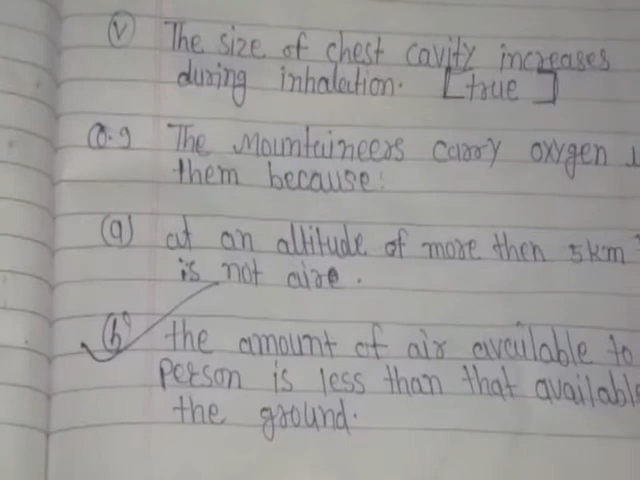 (v) The size of chest cavity increases
during inhalation. [true]
Q.9 The Mountaineers carry oxygen
them because:
(a) at an altitude of more then 5km
is not aire.
(b) the amount of air available to
person is less than that availabl
the ground.